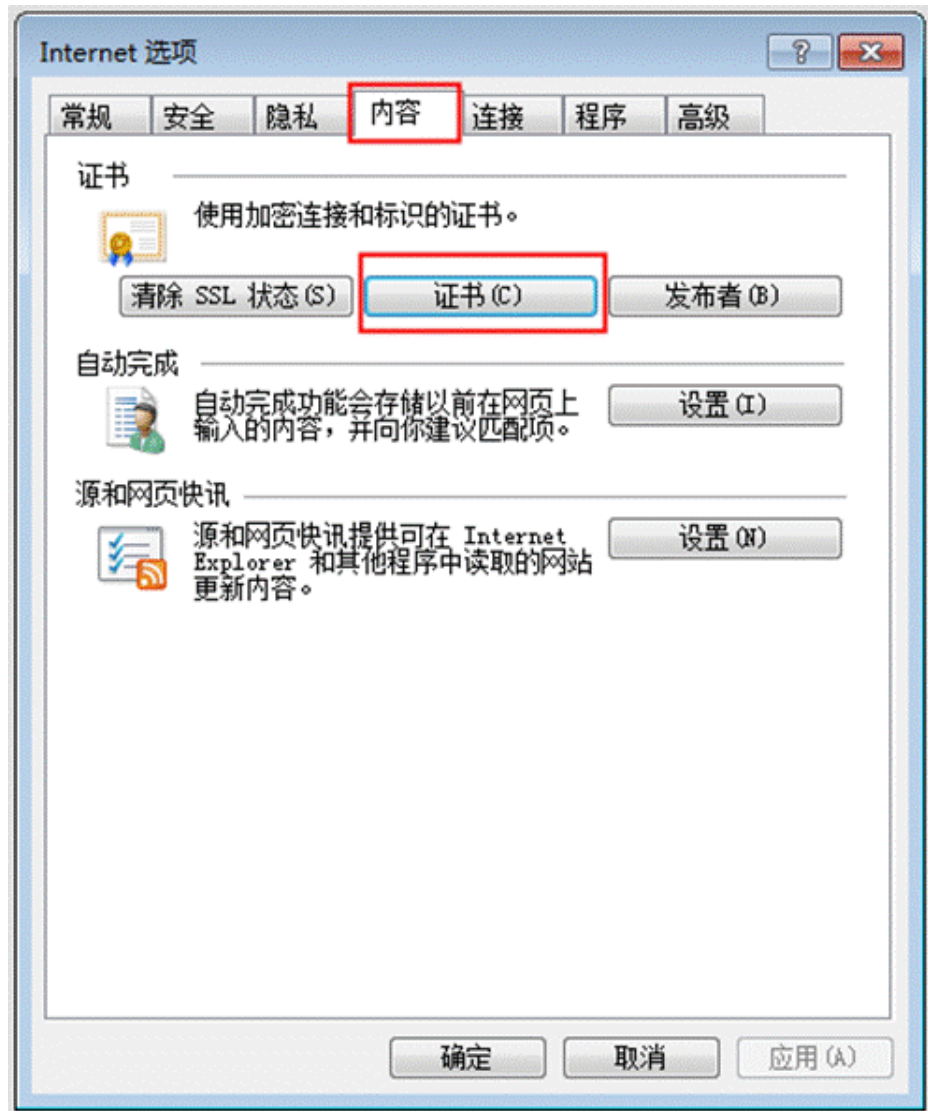 Internet 选项
常规 安全 隐私 内容 连接 程序 高级
证书
使用加密连接和标识的证书。
清除 SSL 状态(S) 证书(C) 发布者(B)
自动完成
自动完成功能会存储以前在网页上
输入的内容，并向你建议匹配项。
设置(I)
源和网页快讯
源和网页快讯提供可在 Internet
Explorer 和其他程序中读取的网站
更新内容。
设置(N)
确定 取消 应用(A)